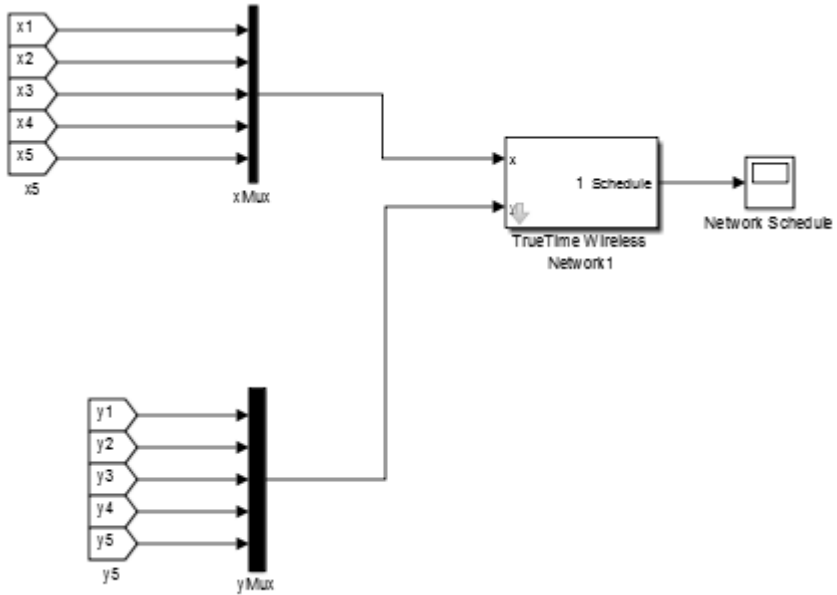 x1
x2
x3
x4
x5
x5
xMux
x
1 Schedule
y
TrueTime Wireless
Network1
Network Schedule
y1
y2
y3
y4
y5
y5
yMux